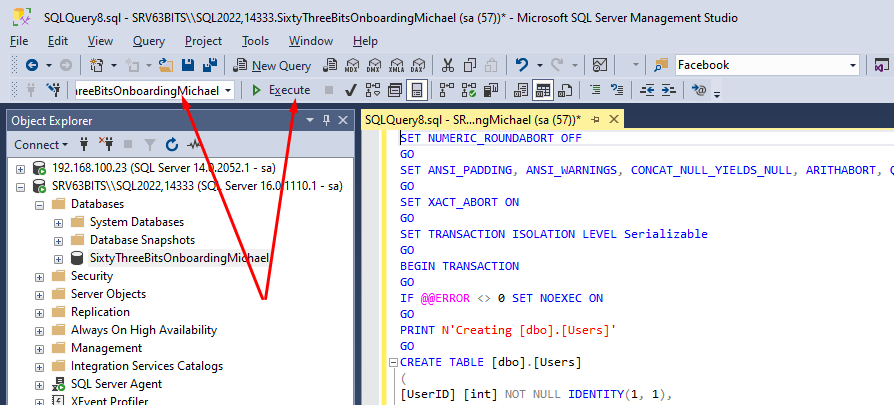 SQLQuery8.sql - SRV63BITS\\SQL2022,14333.SixtyThreeBitsOnboardingMichael (sa (57))* - Microsoft SQL Server Management Studio
File Edit View Query Project Tools Window Help
New Query MDX DMX XMLA DAX Facebook
reeBitsOnboardingMichael Execute
Object Explorer
Connect
192.168.100.23 (SQL Server 14.0.2052.1 - sa)
SRV63BITS\\SQL2022,14333 (SQL Server 16.0.1110.1 - sa)
Databases
System Databases
Database Snapshots
SixtyThreeBitsOnboardingMichael
Security
Server Objects
Replication
Always On High Availability
Management
Integration Services Catalogs
SQL Server Agent
XEvent Profiler
SQLQuery8.sql - SR...ngMichael (sa (57))*
SET NUMERIC_ROUNDABORT OFF
GO
SET ANSI_PADDING, ANSI_WARNINGS, CONCAT_NULL_YIELDS_NULL, ARITHABORT, Q
GO
SET XACT_ABORT ON
GO
SET TRANSACTION ISOLATION LEVEL Serializable
GO
BEGIN TRANSACTION
GO
IF @@ERROR <> 0 SET NOEXEC ON
GO
PRINT N'Creating [dbo].[Users]'
GO
CREATE TABLE [dbo].[Users]
(
[UserID] [int] NOT NULL IDENTITY(1, 1),